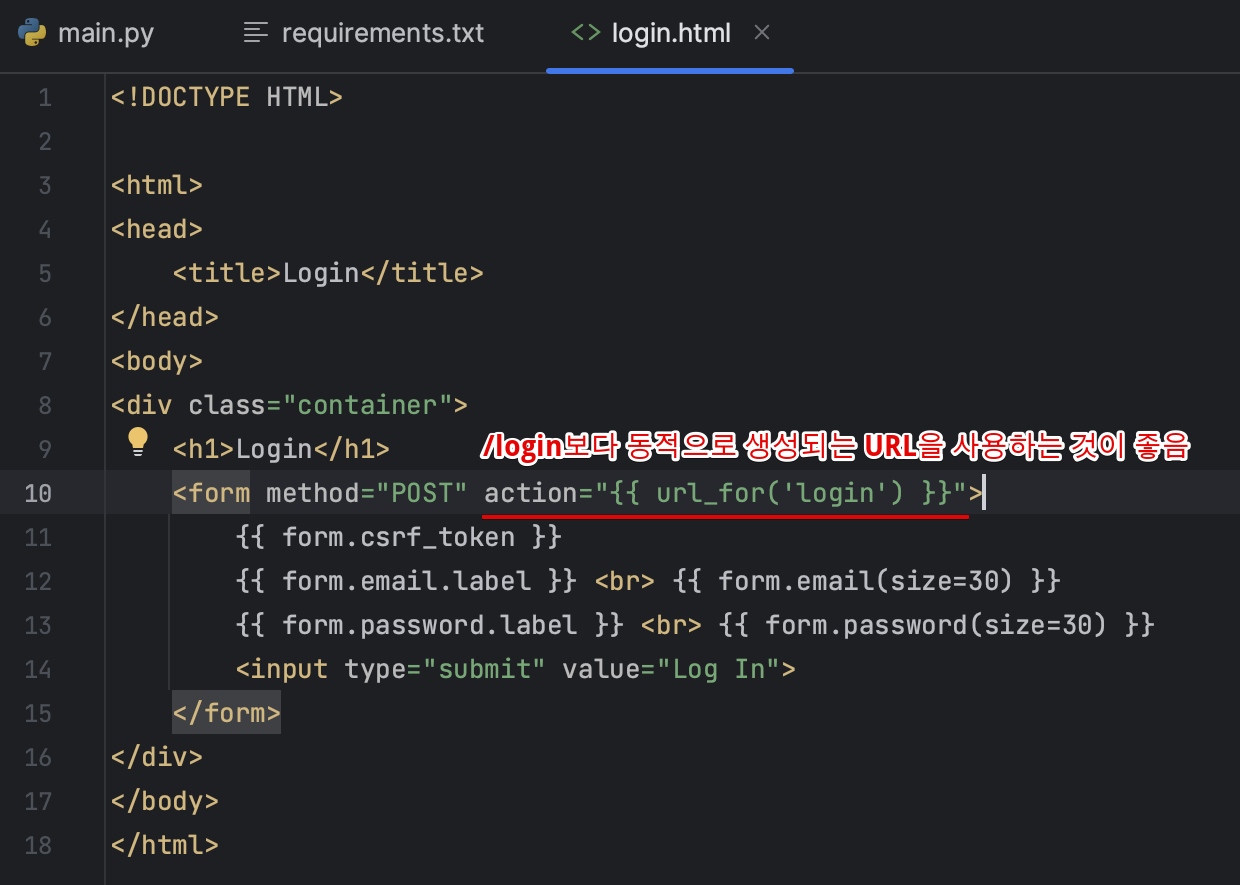 main.py requirements.txt login.html
1 <!DOCTYPE HTML>
2
3 <html>
4 <head>
5     <title>Login</title>
6 </head>
7 <body>
8 <div class="container">
9     <h1>Login</h1> /login보다 동적으로 생성되는 URL을 사용하는 것이 좋음
10     <form method="POST" action="{{ url_for('login') }}">
11         {{ form.csrf_token }}
12         {{ form.email.label }} <br> {{ form.email(size=30) }}
13         {{ form.password.label }} <br> {{ form.password(size=30) }}
14         <input type="submit" value="Log In">
15     </form>
16 </div>
17 </body>
18 </html>